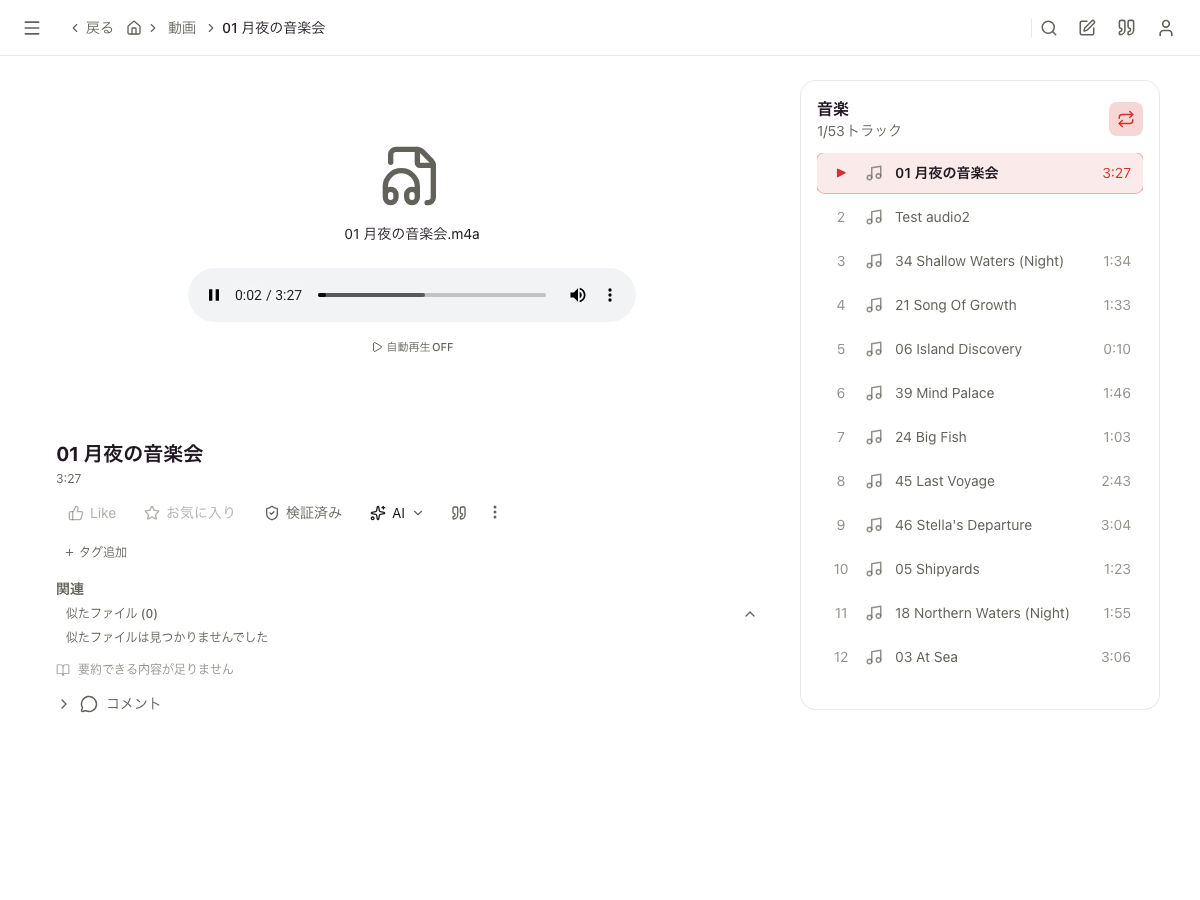 戻る 動画 01 月夜の音楽会
01 月夜の音楽会.m4a
0:02 / 3:27
自動再生OFF
01 月夜の音楽会
3:27
Like お気に入り 検証済み AI
+ タグ追加
関連
似たファイル (0)
似たファイルは見つかりませんでした
要約できる内容が足りません
コメント
音楽
1/53トラック
01 月夜の音楽会 3:27
2 Test audio2
3 34 Shallow Waters (Night) 1:34
4 21 Song Of Growth 1:33
5 06 Island Discovery 0:10
6 39 Mind Palace 1:46
7 24 Big Fish 1:03
8 45 Last Voyage 2:43
9 46 Stella's Departure 3:04
10 05 Shipyards 1:23
11 18 Northern Waters (Night) 1:55
12 03 At Sea 3:06